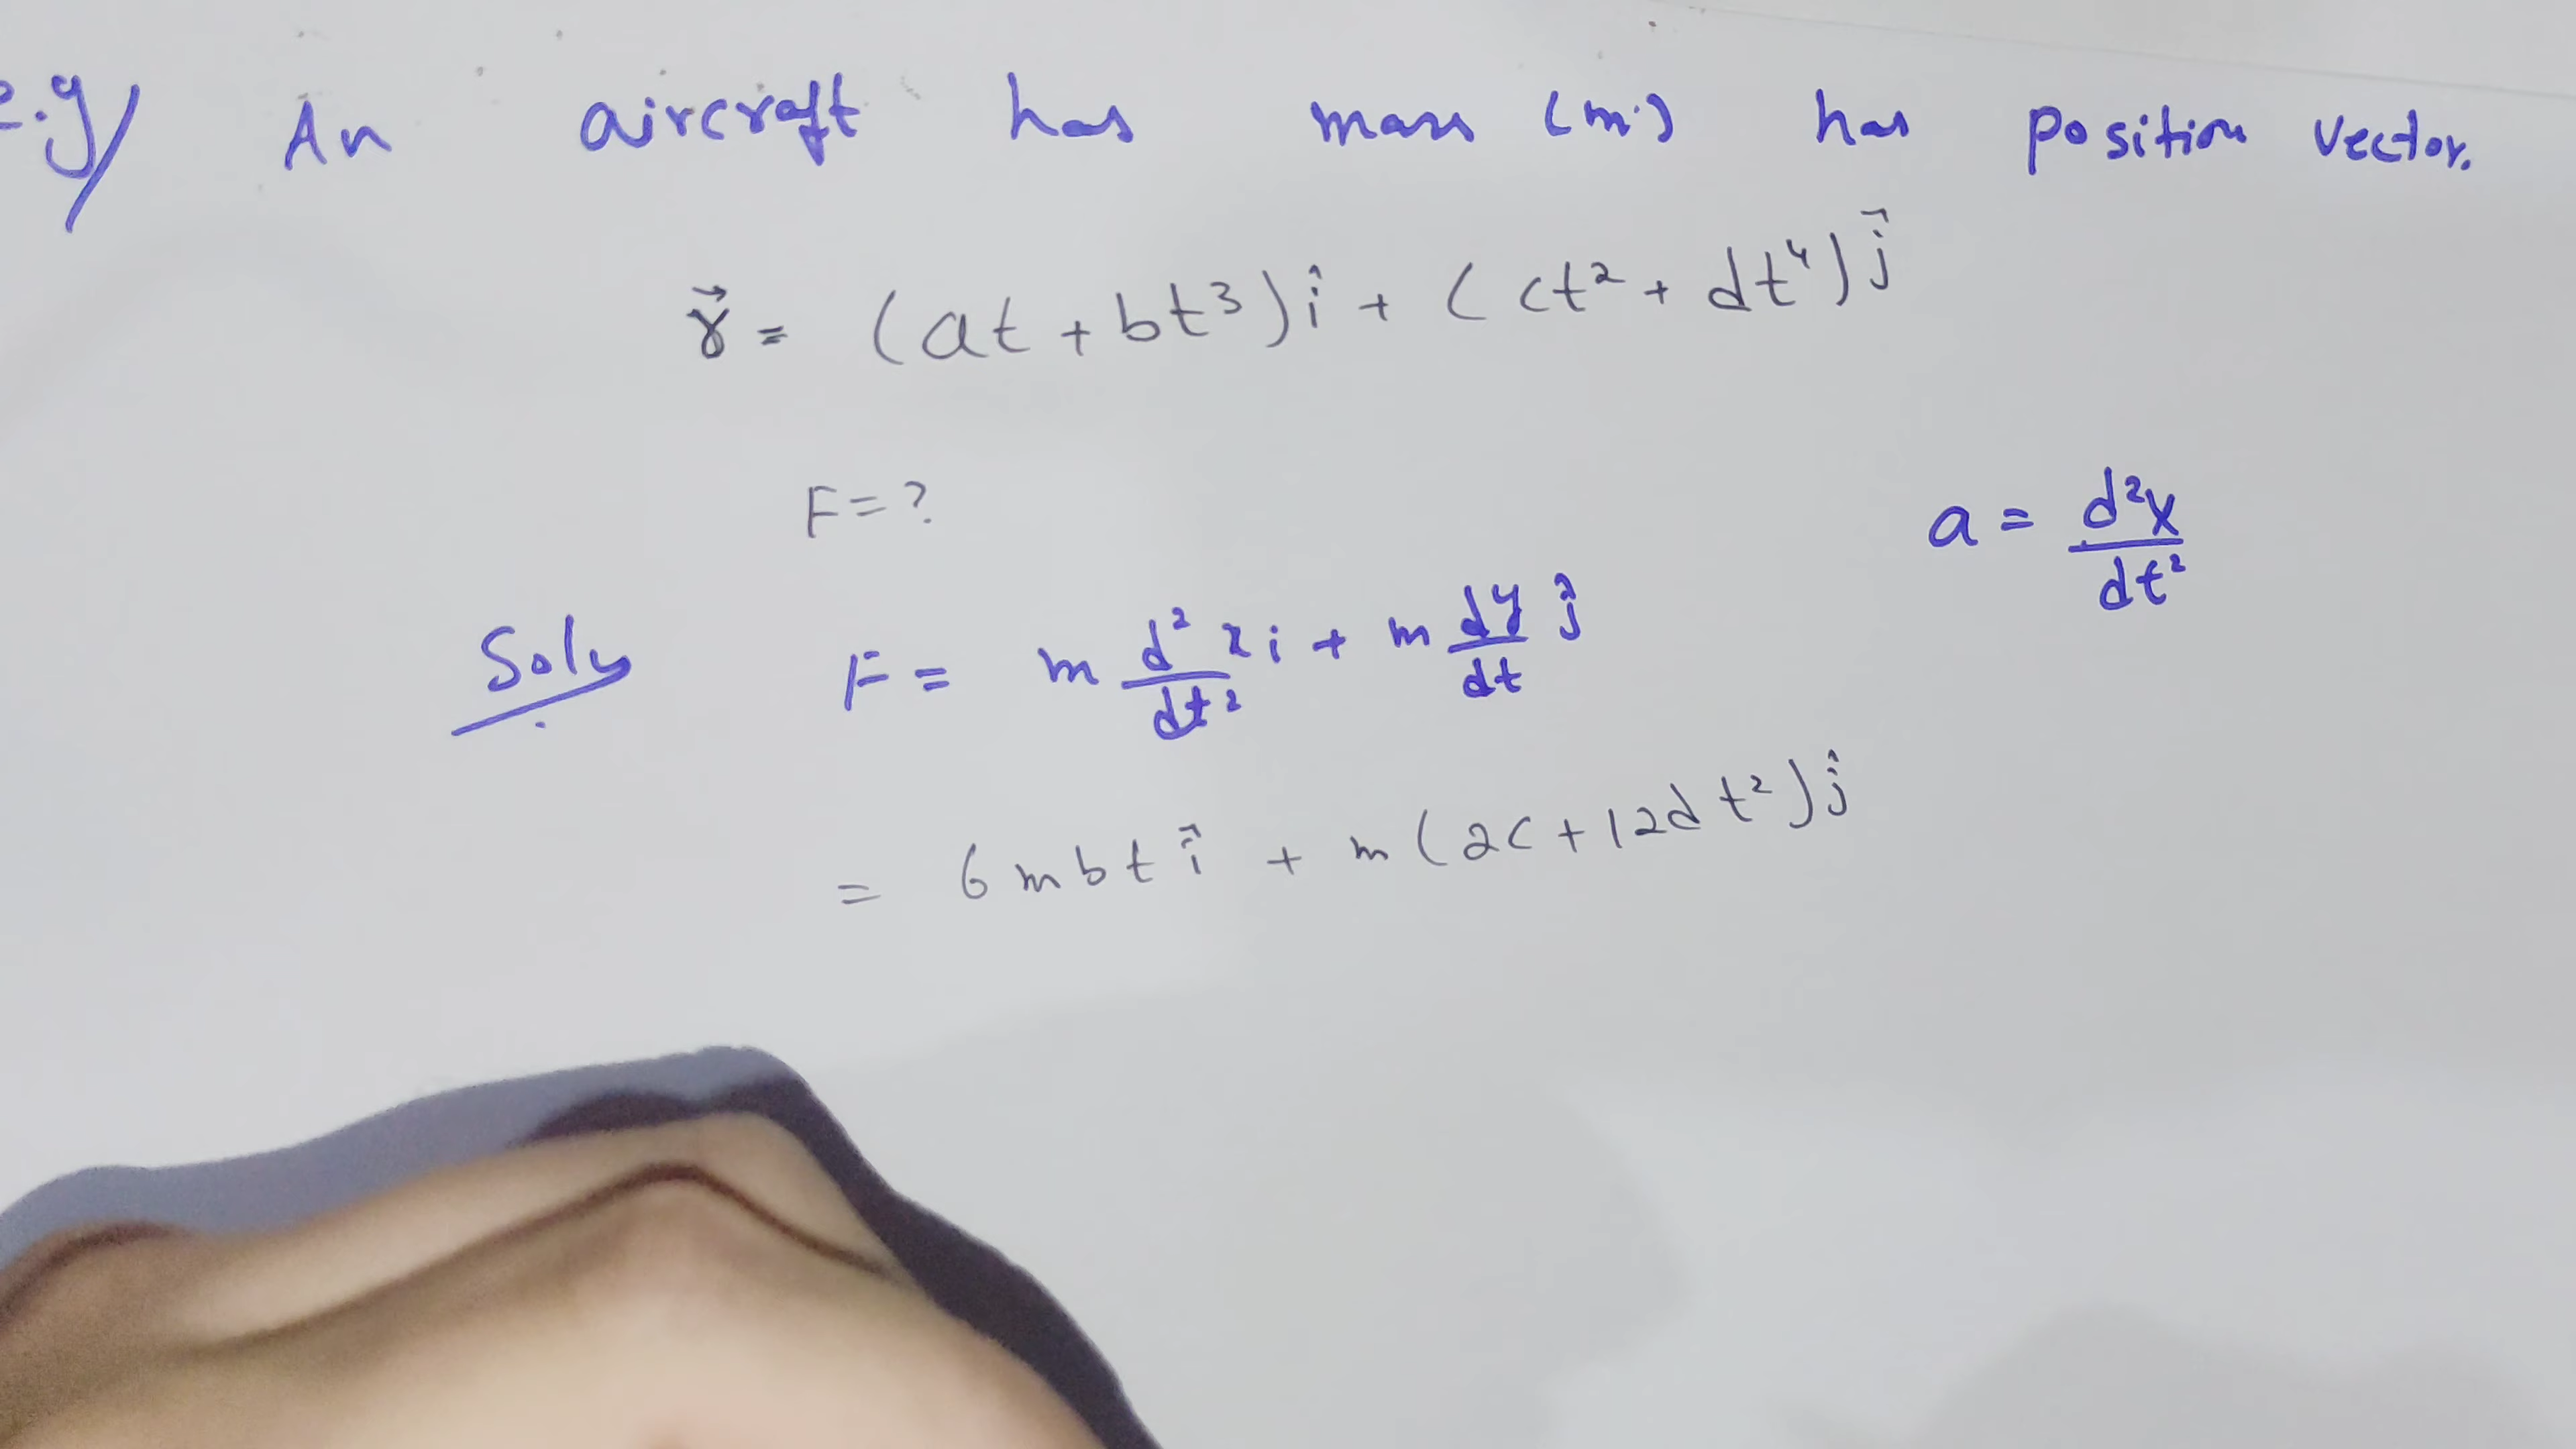 e.g/ An aircraft has mass (m.) has position vector.
r⃗ = (at + bt³)î + (ct² + dt⁴)j⃗
F = ?
a = d²x/dt²
Soln F = m d²x/dt² i + m dy/dt ĵ
= 6mbt î + m(2c + 12dt²)ĵ